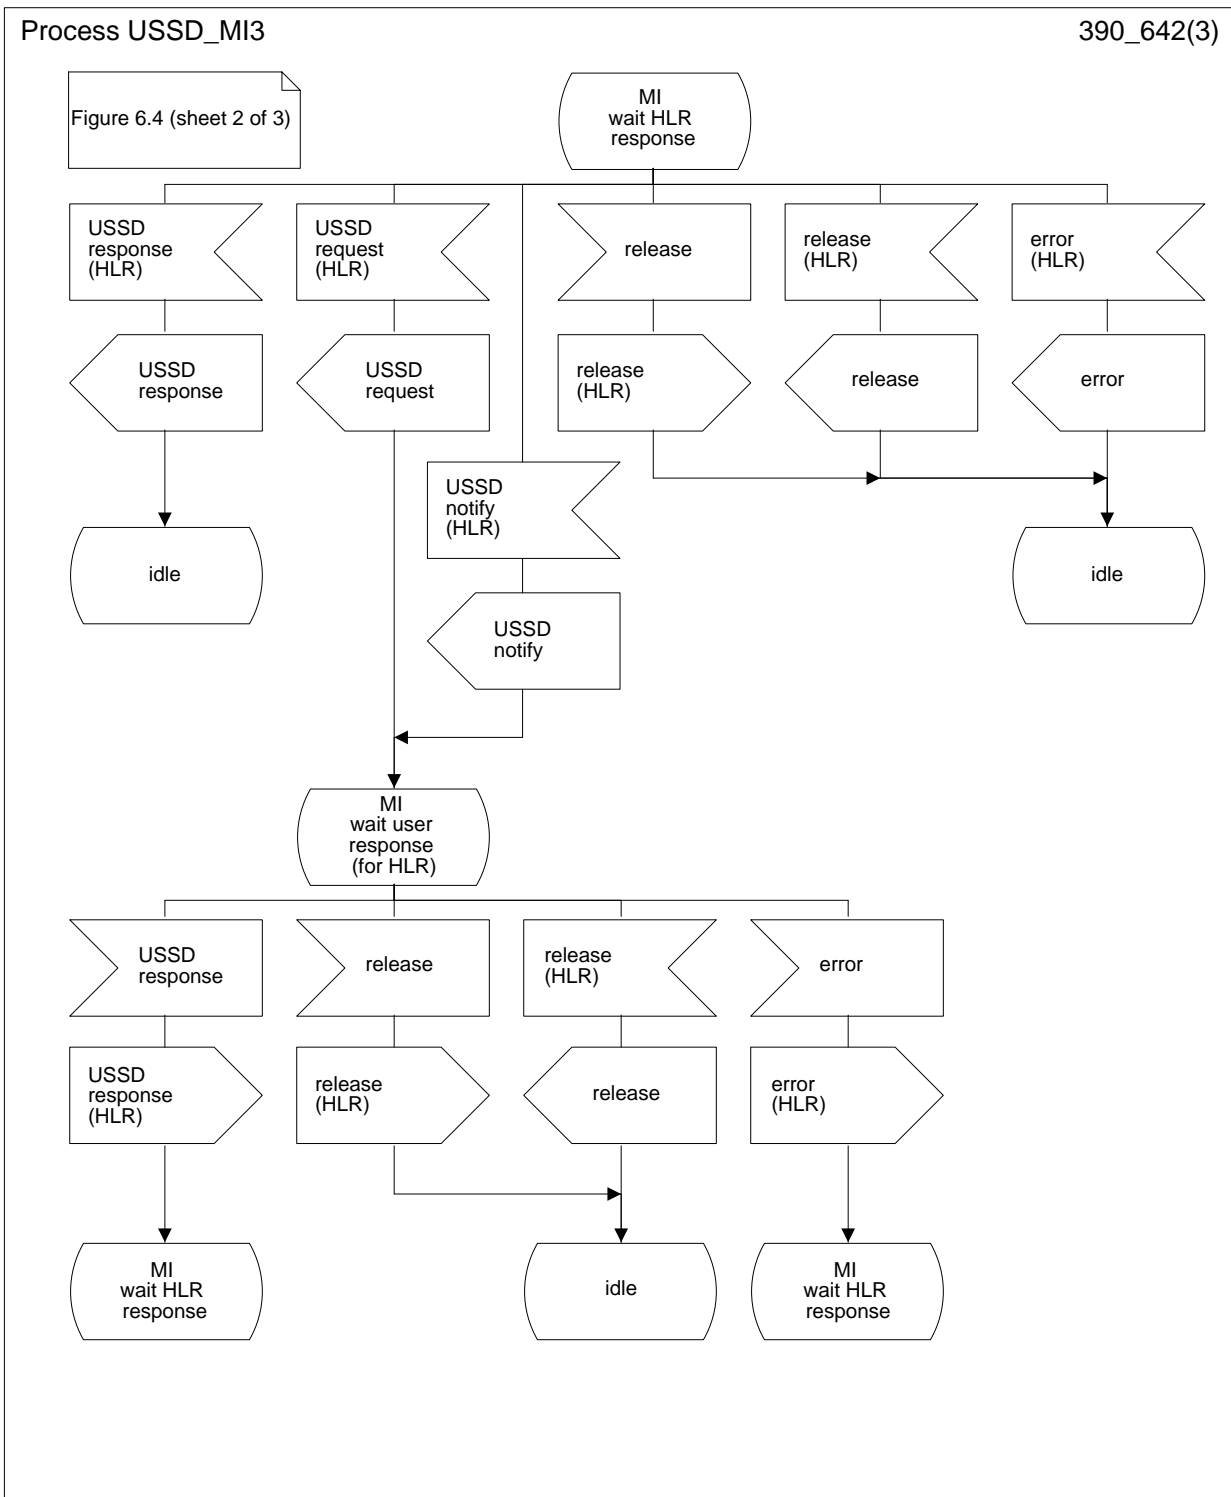 Process USSD_MI3
390_642(3)
Figure 6.4 (sheet 2 of 3)
MI
wait HLR
response
USSD
response
(HLR)
USSD
request
(HLR)
release
release
(HLR)
error
(HLR)
USSD
response
USSD
request
release
(HLR)
release
error
USSD
notify
(HLR)
idle
idle
USSD
notify
MI
wait user
response
(for HLR)
USSD
response
release
release
(HLR)
error
USSD
response
(HLR)
release
(HLR)
release
error
(HLR)
MI
wait HLR
response
idle
MI
wait HLR
response